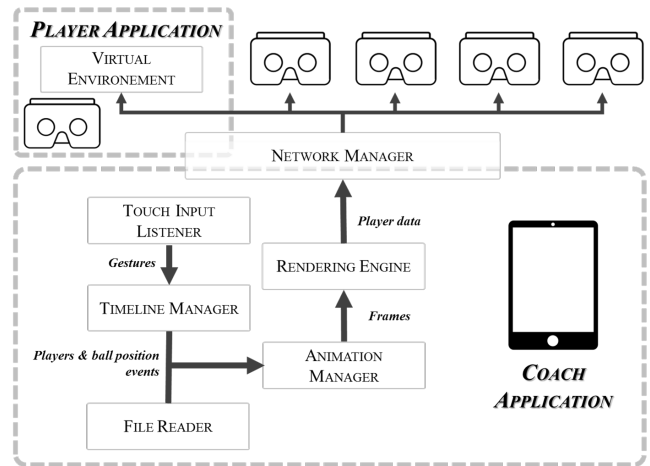 PLAYER APPLICATION
VIRTUAL
ENVIRONEMENT
NETWORK MANAGER
TOUCH INPUT
LISTENER
Player data
Gestures
RENDERING ENGINE
TIMELINE MANAGER
Frames
Players & ball position
events
ANIMATION
MANAGER
COACH
APPLICATION
FILE READER